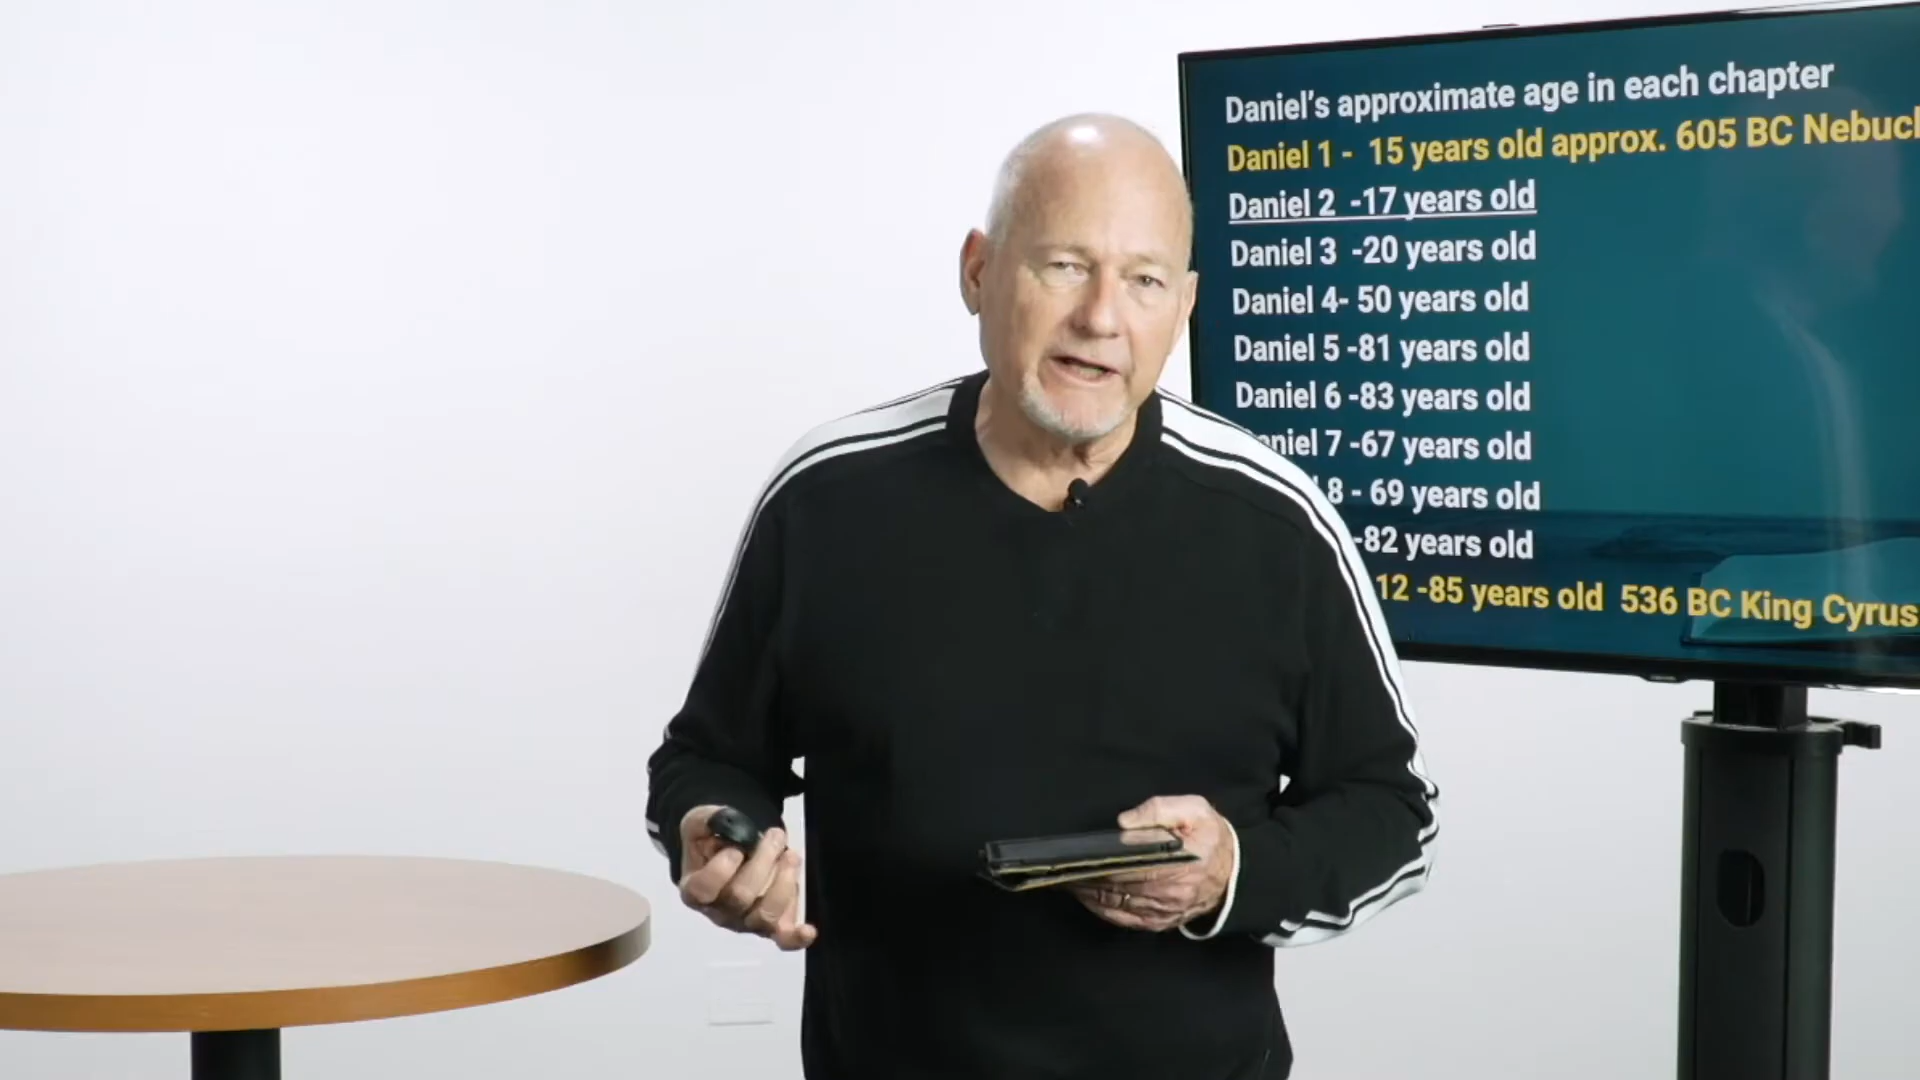 Daniel's approximate age in each chapter
Daniel 1 - 15 years old approx. 605 BC
Daniel 2 -17 years old
Daniel 3 -20 years old
Daniel 4- 50 years old
Daniel 5 -81 years old
Daniel 6 -83 years old
7 -67 years old
8 - 69 years old
-82 years old
12 -85 years old 536 BC King Cyrus